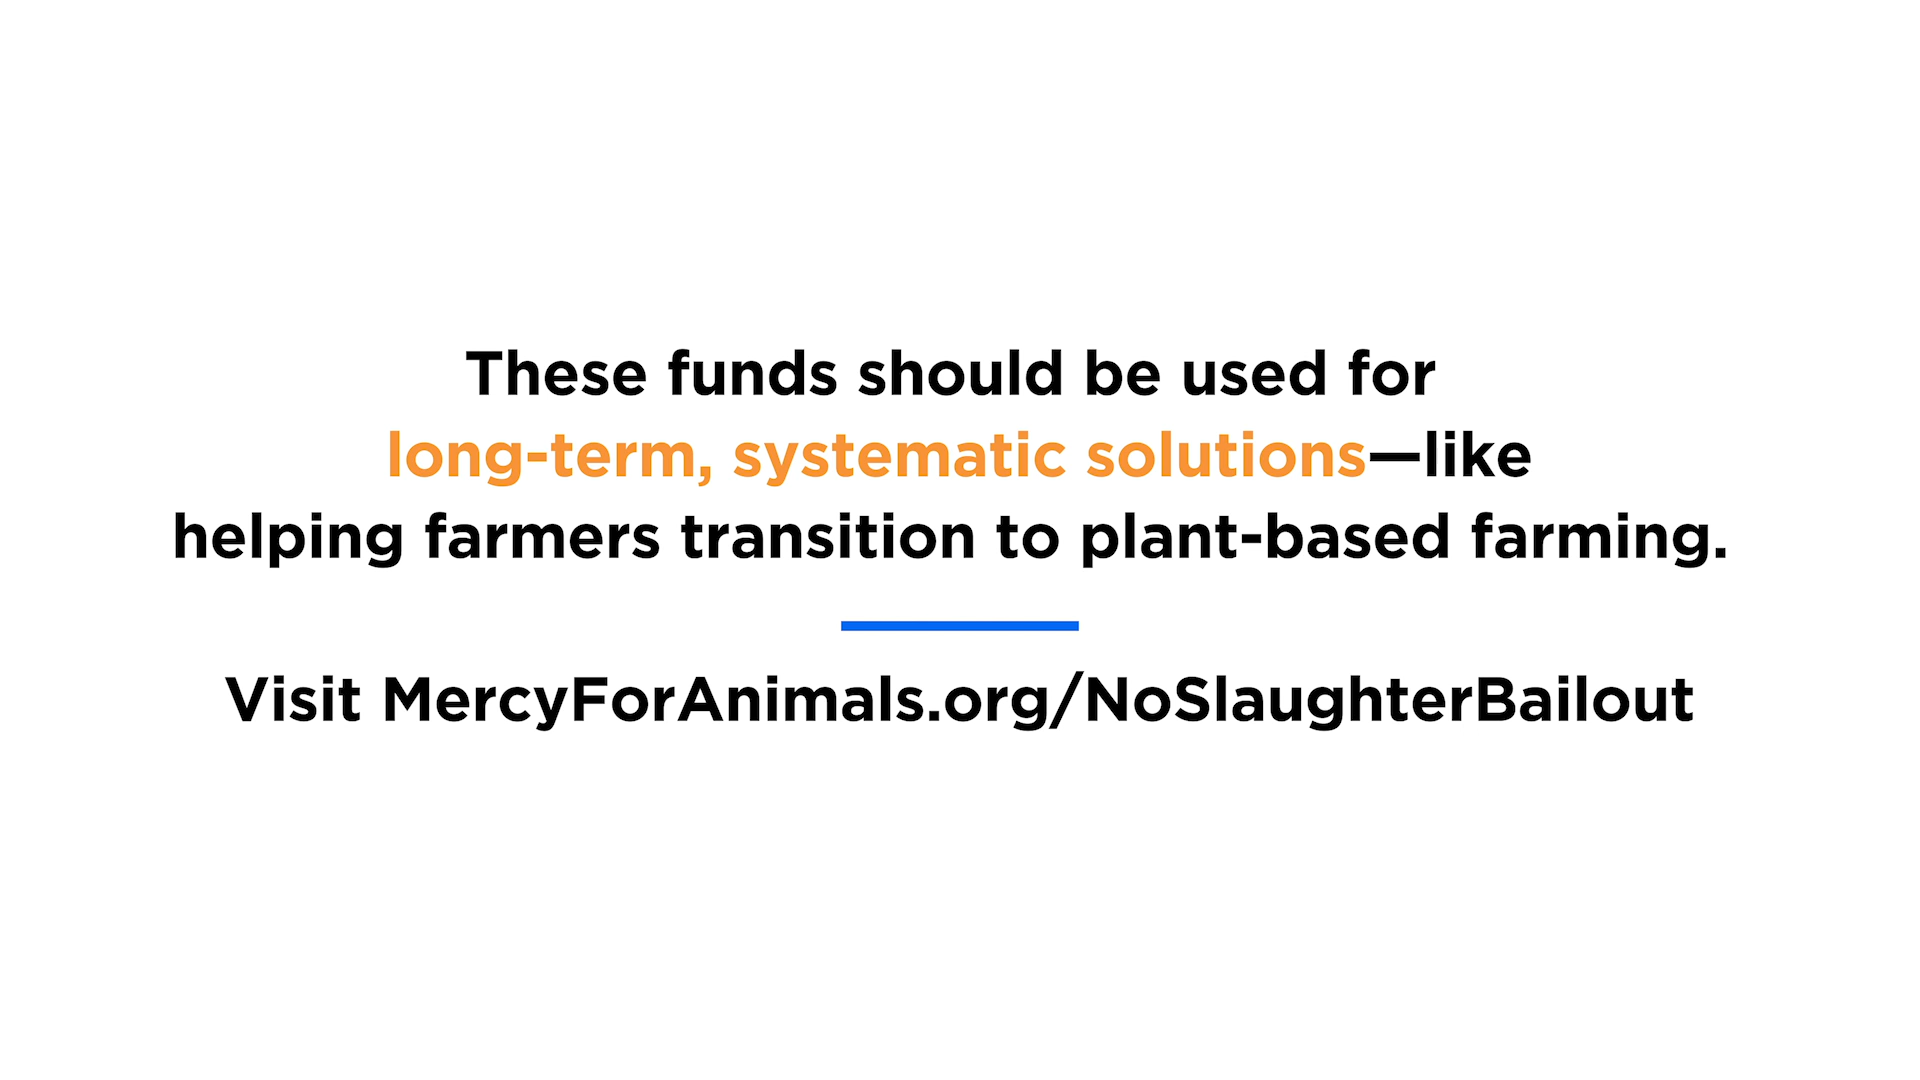 These funds should be used for
long-term, systematic solutions—like
helping farmers transition to plant-based farming.
Visit MercyForAnimals.org/NoSlaughterBailout